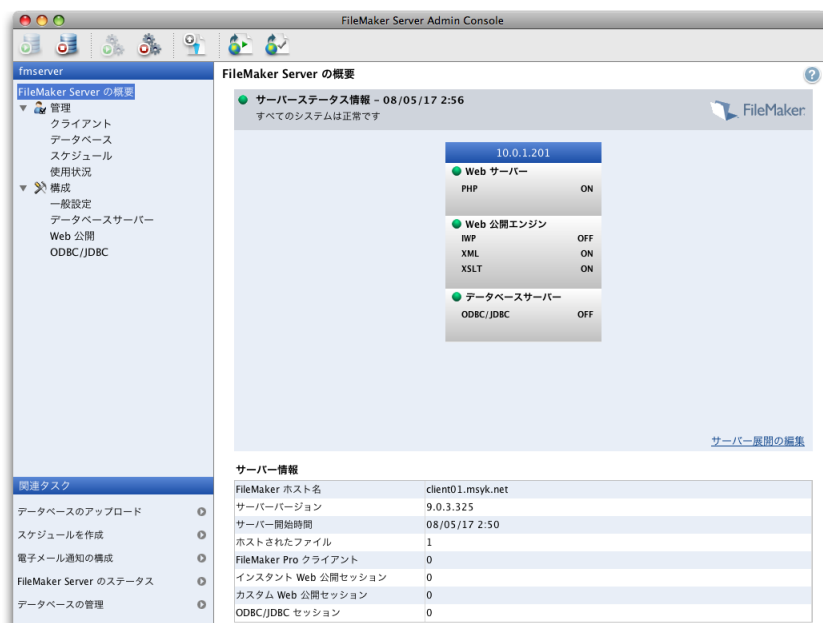 FileMaker Server Admin Console
fmserver
FileMaker Server の概要
管理
クライアント
データベース
スケジュール
使用状況
構成
一般設定
データベースサーバー
Web 公開
ODBC/JDBC
関連タスク
データベースのアップロード
スケジュールを作成
電子メール通知の構成
FileMaker Server のステータス
データベースの管理
FileMaker Server の概要
?
サーバーステータス情報 – 08/05/17 2:56
すべてのシステムは正常です
FileMaker.
10.0.1.201
Web サーバー
PHP ON
Web 公開エンジン
IWP OFF
XML ON
XSLT ON
データベースサーバー
ODBC/JDBC OFF
サーバー展開の編集
サーバー情報
FileMaker ホスト名 client01.msyk.net
サーバーバージョン 9.0.3.325
サーバー開始時間 08/05/17 2:50
ホストされたファイル 1
FileMaker Pro クライアント 0
インスタント Web 公開セッション 0
カスタム Web 公開セッション 0
ODBC/JDBC セッション 0